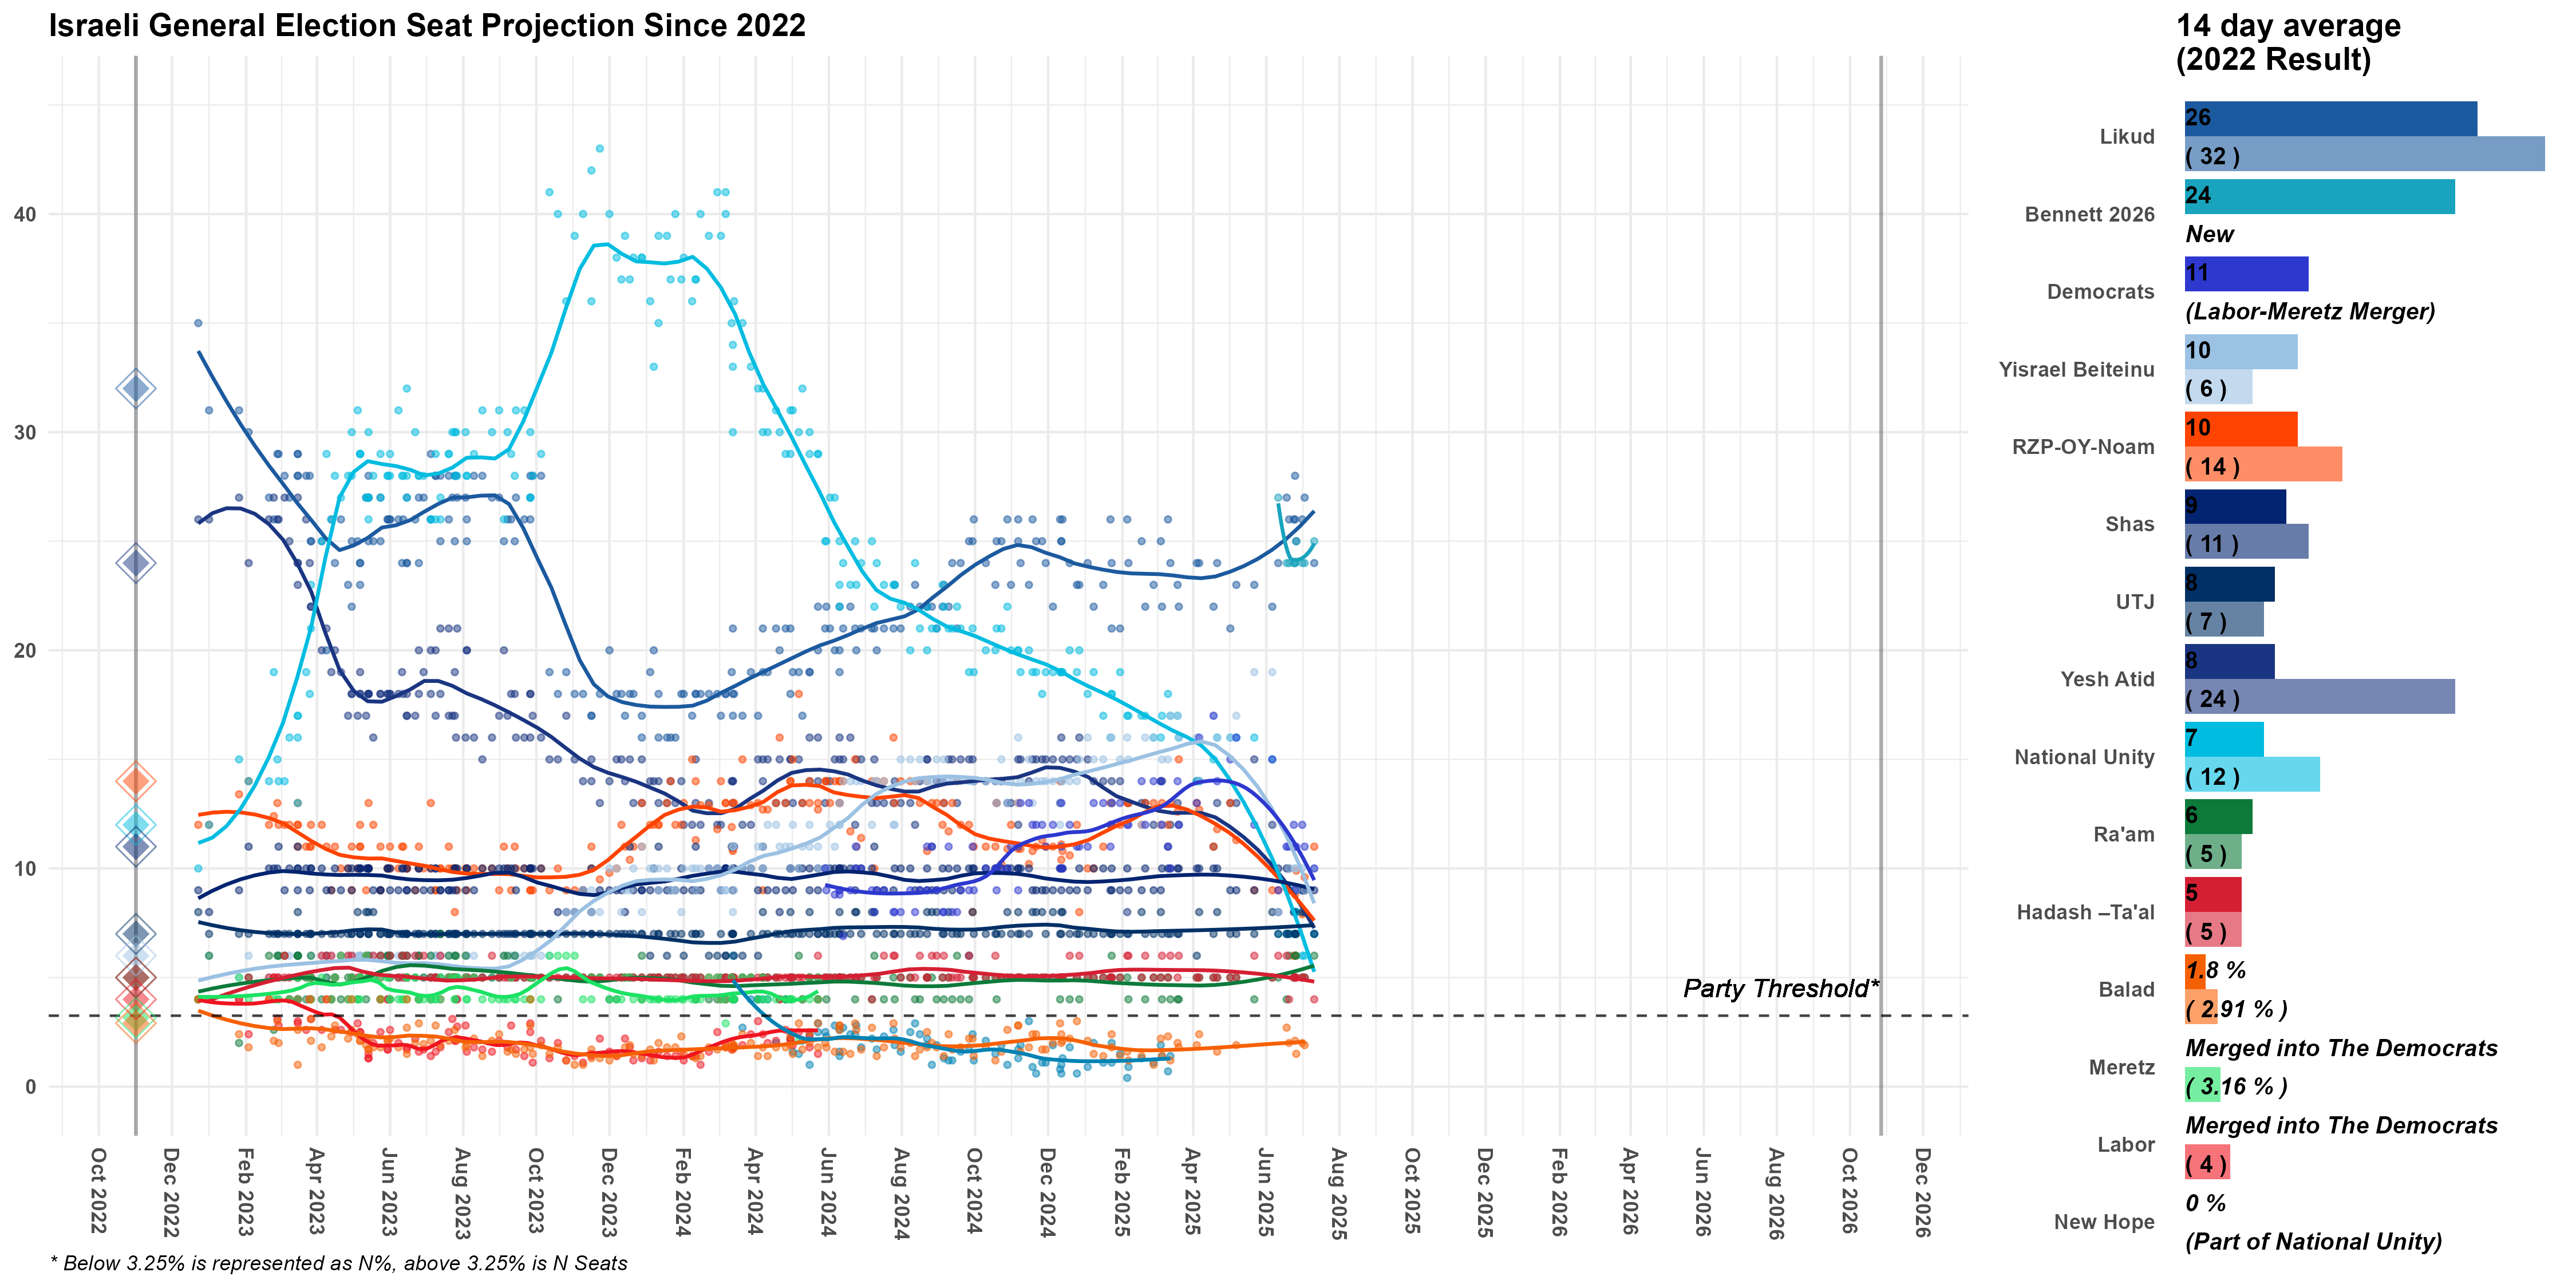 Israeli General Election Seat Projection Since 2022
14 day average
(2022 Result)
40
30
20
10
0
Party Threshold*
Oct 2022
Dec 2022
Feb 2023
Apr 2023
Jun 2023
Aug 2023
Oct 2023
Dec 2023
Feb 2024
Apr 2024
Jun 2024
Aug 2024
Oct 2024
Dec 2024
Feb 2025
Apr 2025
Jun 2025
Aug 2025
Oct 2025
Dec 2025
Feb 2026
Apr 2026
Jun 2026
Aug 2026
Oct 2026
Dec 2026
* Below 3.25% is represented as N%, above 3.25% is N Seats
Likud
26
( 32 )
Bennett 2026
24
New
Democrats
11
(Labor-Meretz Merger)
Yisrael Beiteinu
10
( 6 )
RZP-OY-Noam
10
( 14 )
Shas
9
( 11 )
UTJ
8
( 7 )
Yesh Atid
8
( 24 )
National Unity
7
( 12 )
Ra'am
6
( 5 )
Hadash –Ta'al
5
( 5 )
Balad
1.8 %
( 2.91 % )
Meretz
Merged into The Democrats
( 3.16 % )
Labor
Merged into The Democrats
( 4 )
New Hope
0 %
(Part of National Unity)